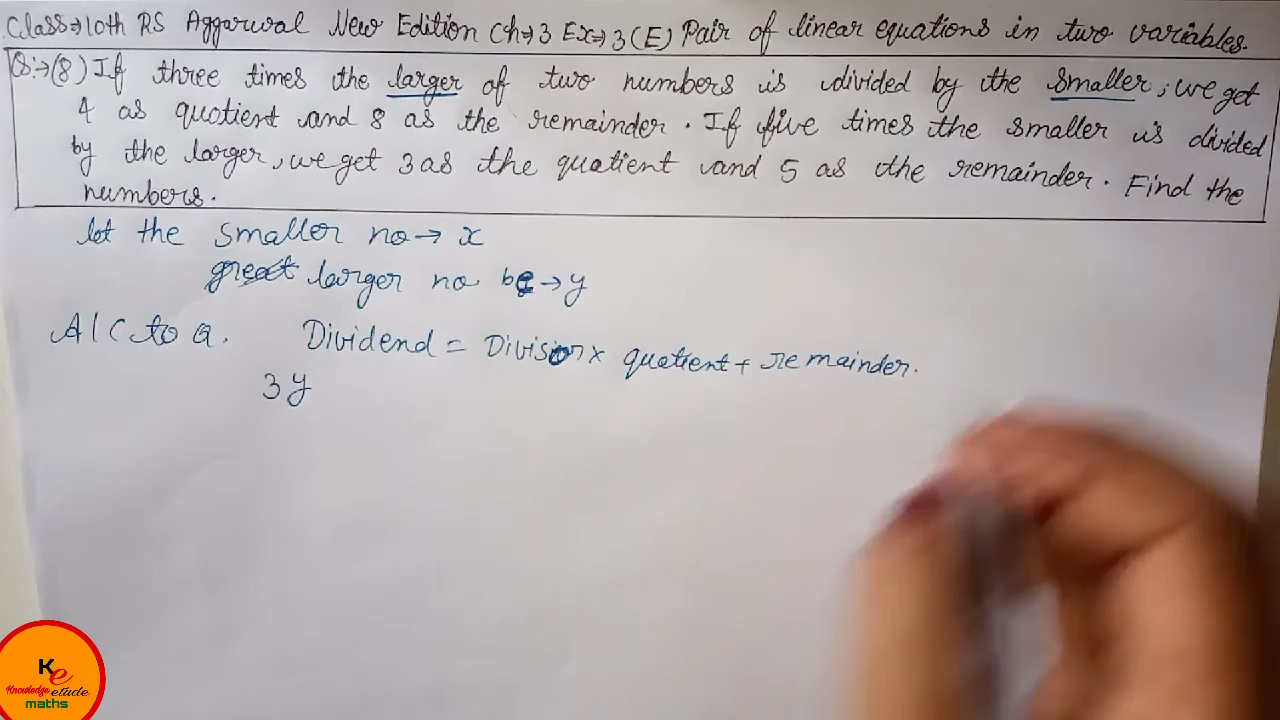 Class→10th RS Aggarwal New Edition Ch→3 Ex→3(E) Pair of linear equations in two variables.
Q:→(8) If three times the larger of two numbers is divided by the smaller, we get
4 as quotient and 8 as the remainder. If five times the smaller is divided
by the larger, we get 3 as the quotient and 5 as the remainder. Find the
numbers.
let the smaller no→ x
larger no be→y
A/C to Q. Dividend = Divisor× quotient + remainder.
3y
Ke
Knowledge etude
maths